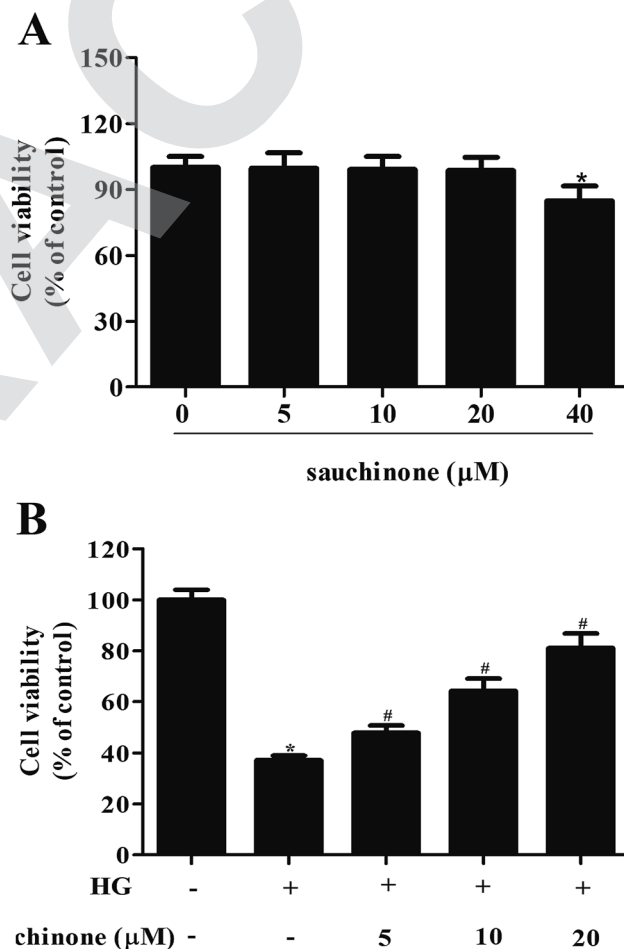 A
150
120
90
60
30
0
Cell viability
(% of control)
*
0 5 10 20 40
sauchinone (μM)
B
120
100
80
60
40
20
0
Cell viability
(% of control)
* # # #
HG - + + + +
chinone (μM) - - 5 10 20